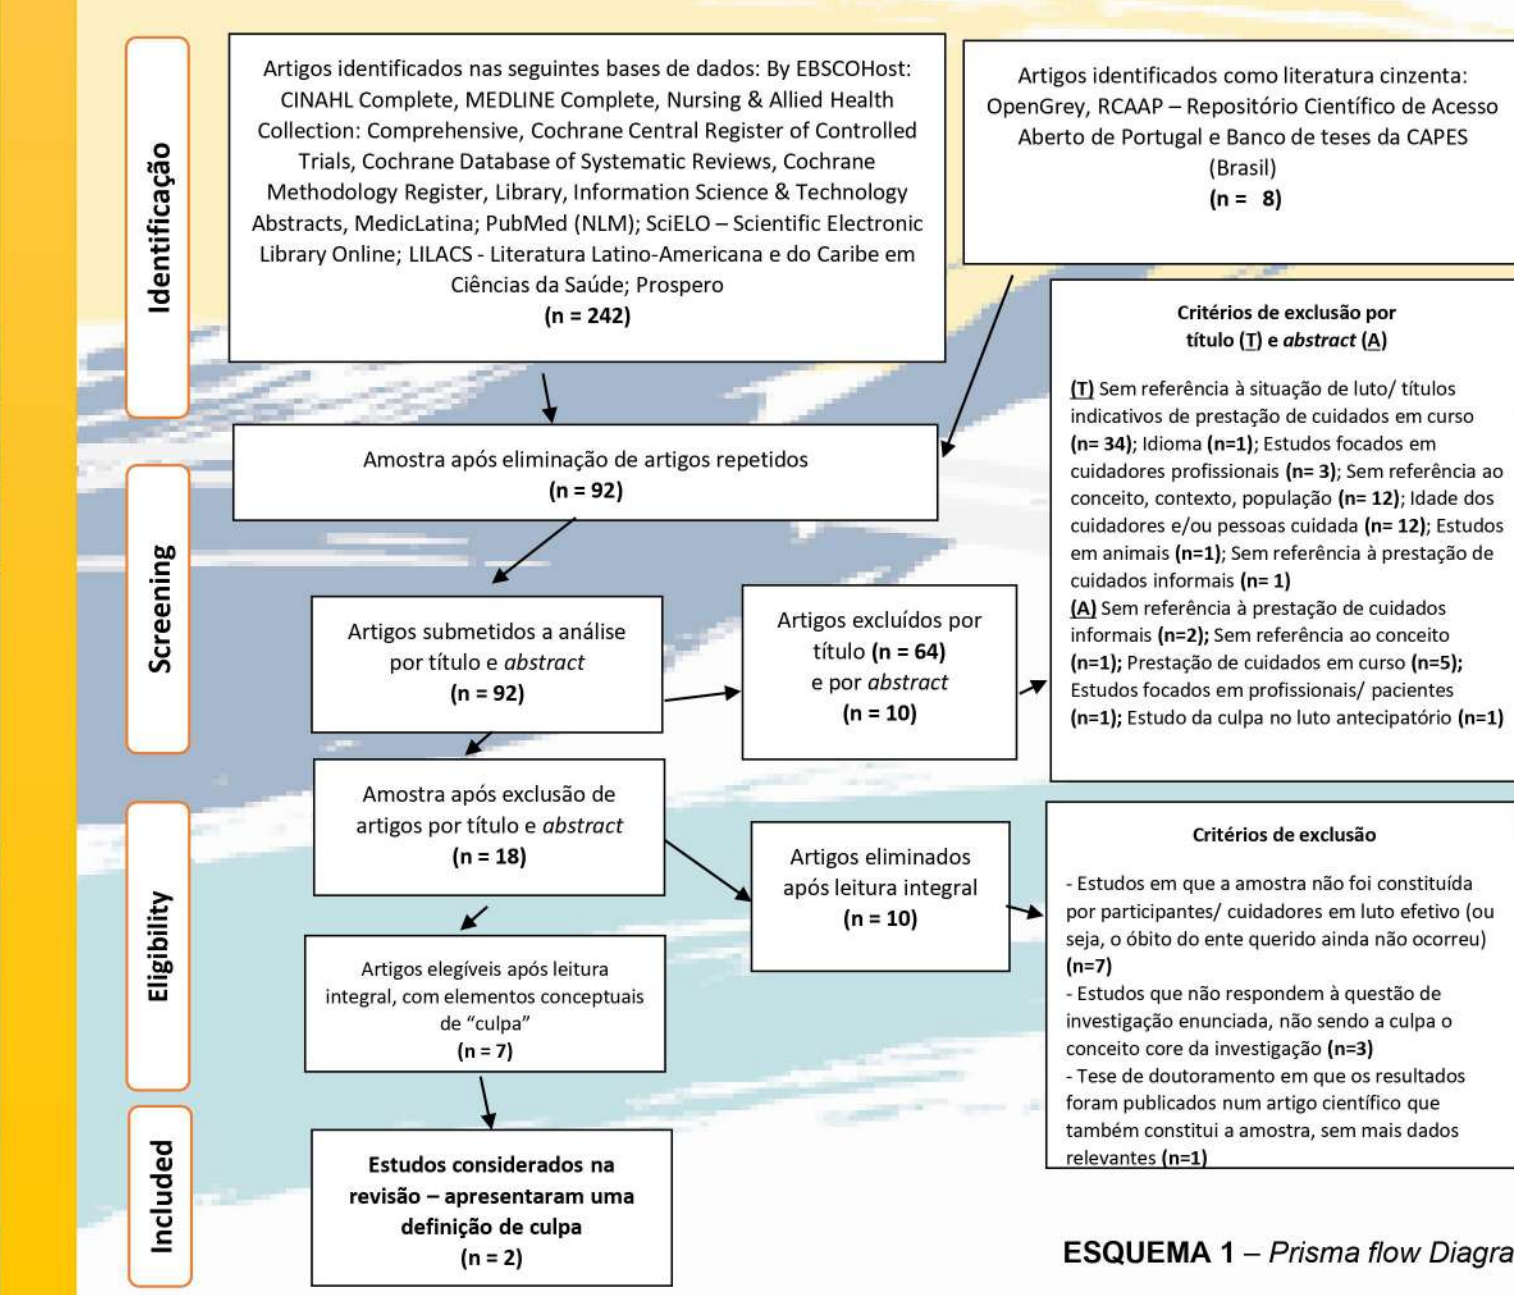 Identificação
Artigos identificados nas seguintes bases de dados: By EBSCOHost:
CINAHL Complete, MEDLINE Complete, Nursing & Allied Health
Collection: Comprehensive, Cochrane Central Register of Controlled
Trials, Cochrane Database of Systematic Reviews, Cochrane
Methodology Register, Library, Information Science & Technology
Abstracts, MedicLatina; PubMed (NLM); SciELO – Scientific Electronic
Library Online; LILACS - Literatura Latino-Americana e do Caribe em
Ciências da Saúde; Prospero
(n = 242)
Artigos identificados como literatura cinzenta:
OpenGrey, RCAAP – Repositório Científico de Acesso
Aberto de Portugal e Banco de teses da CAPES
(Brasil)
(n = 8)
Screening
Amostra após eliminação de artigos repetidos
(n = 92)
Artigos submetidos a análise
por título e abstract
(n = 92)
Artigos excluídos por
título (n = 64)
e por abstract
(n = 10)
Critérios de exclusão por
título (T) e abstract (A)
(T) Sem referência à situação de luto/ títulos
indicativos de prestação de cuidados em curso
(n= 34); Idioma (n=1); Estudos focados em
cuidadores profissionais (n= 3); Sem referência ao
conceito, contexto, população (n= 12); Idade dos
cuidadores e/ou pessoas cuidada (n= 12); Estudos
em animais (n=1); Sem referência à prestação de
cuidados informais (n= 1)
(A) Sem referência à prestação de cuidados
informais (n=2); Sem referência ao conceito
(n=1); Prestação de cuidados em curso (n=5);
Estudos focados em profissionais/ pacientes
(n=1); Estudo da culpa no luto antecipatório (n=1)
Eligibility
Amostra após exclusão de
artigos por título e abstract
(n = 18)
Artigos eliminados
após leitura integral
(n = 10)
Critérios de exclusão
- Estudos em que a amostra não foi constituída
por participantes/ cuidadores em luto efetivo (ou
seja, o óbito do ente querido ainda não ocorreu)
(n=7)
- Estudos que não respondem à questão de
investigação enunciada, não sendo a culpa o
conceito core da investigação (n=3)
- Tese de doutoramento em que os resultados
foram publicados num artigo científico que
também constitui a amostra, sem mais dados
relevantes (n=1)
Artigos elegíveis após leitura
integral, com elementos conceptuais
de “culpa”
(n = 7)
Included
Estudos considerados na
revisão – apresentaram uma
definição de culpa
(n = 2)
ESQUEMA 1 – Prisma flow Diagra